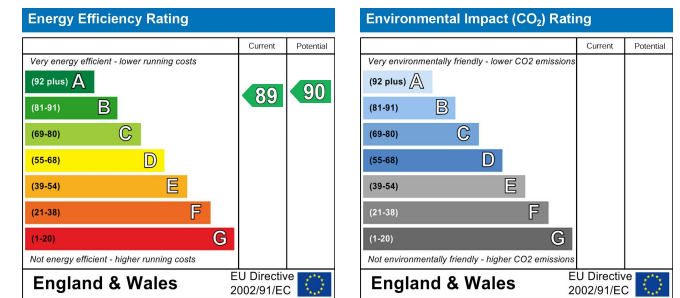 Energy Efficiency Rating
Current Potential
Very energy efficient - lower running costs
(92 plus) A
(81-91) B
89 90
(69-80) C
(55-68) D
(39-54) E
(21-38) F
(1-20) G
Not energy efficient - higher running costs
England & Wales
EU Directive
2002/91/EC
Environmental Impact (CO₂) Rating
Current Potential
Very environmentally friendly - lower CO2 emissions
(92 plus) A
(81-91) B
(69-80) C
(55-68) D
(39-54) E
(21-38) F
(1-20) G
Not environmentally friendly - higher CO2 emissions
England & Wales
EU Directive
2002/91/EC